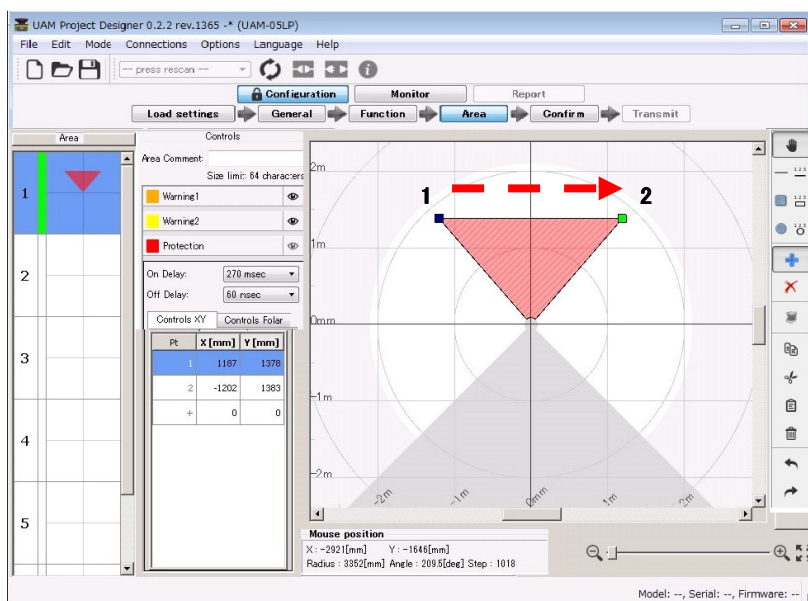 UAM Project Designer 0.2.2 rev.1365 -* (UAM-05LP)
File Edit Mode Connections Options Language Help
-- press rescan --
Configuration Monitor Report
Load settings General Function Area Confirm Transmit
Area
1
2
3
4
5
Controls
Area Comment:
Size limi: 64 characters
Warning1
Warning2
Protection
On Delay: 270 msec
Off Delay: 60 msec
Controls XY Controls Folar
Pt X [mm] Y [mm]
1 1187 1378
2 -1202 1383
+ 0 0
2m
1m
0mm
-1m
-2m
1 2
-2m -1m 0mm 1m 2m
123
123
123
Mouse position
X : -2921[mm] Y : -1646[mm]
Radius : 3352[mm] Angle : 209.5[deg] Step : 1018
Model: --, Serial: --, Firmware: --